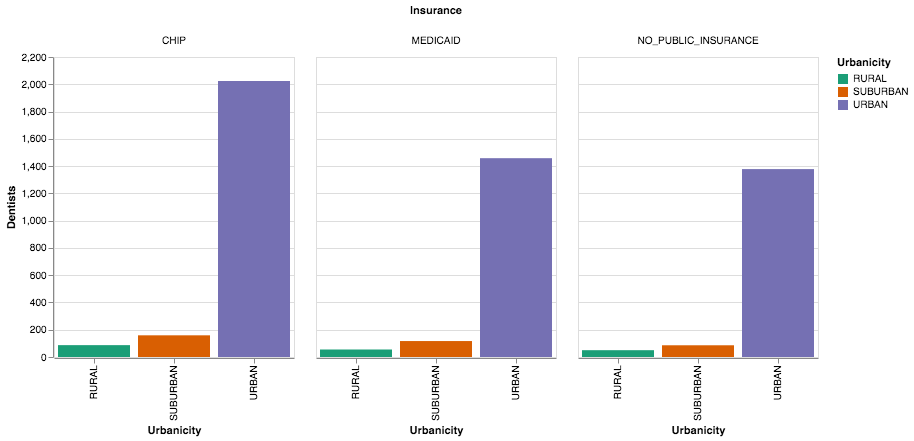 Insurance
CHIP
MEDICAID
NO_PUBLIC_INSURANCE
Dentists
2,200
2,000
1,800
1,600
1,400
1,200
1,000
800
600
400
200
0
RURAL
SUBURBAN
URBAN
Urbanicity
RURAL
SUBURBAN
URBAN
Urbanicity
RURAL
SUBURBAN
URBAN
Urbanicity
Urbanicity
RURAL
SUBURBAN
URBAN